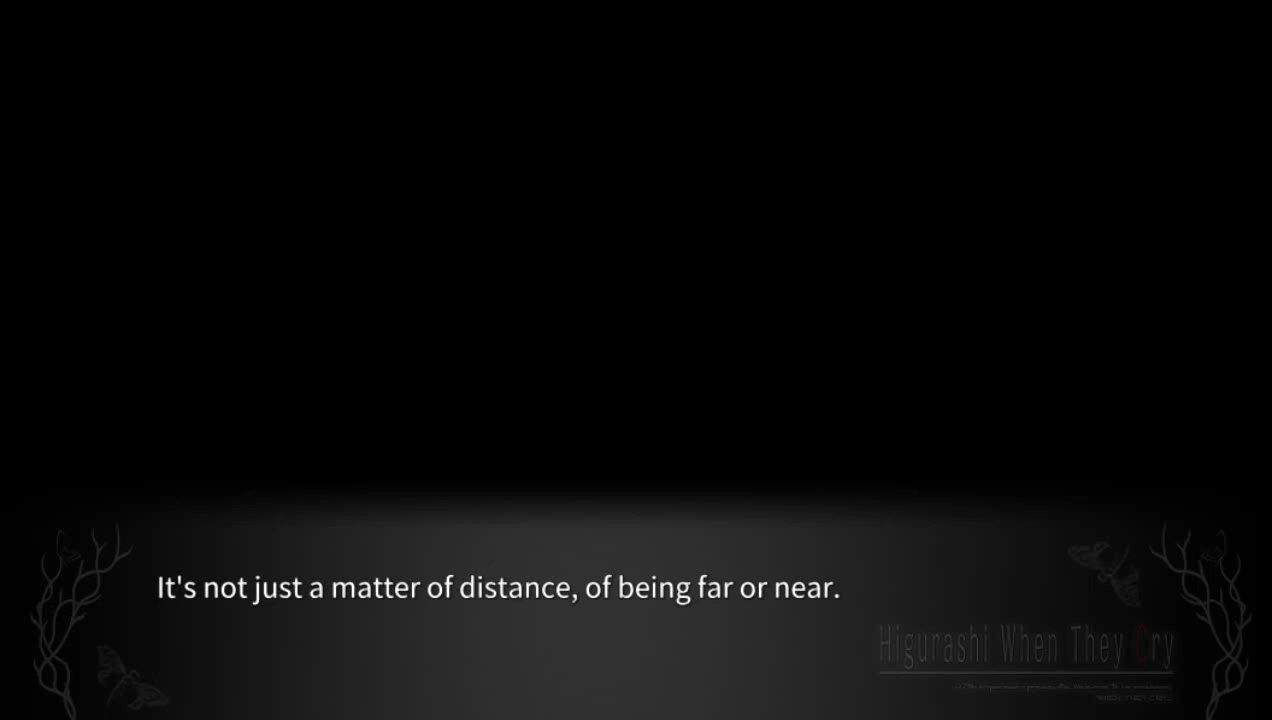 It's not just a matter of distance, of being far or near.
Higurashi When They Cry